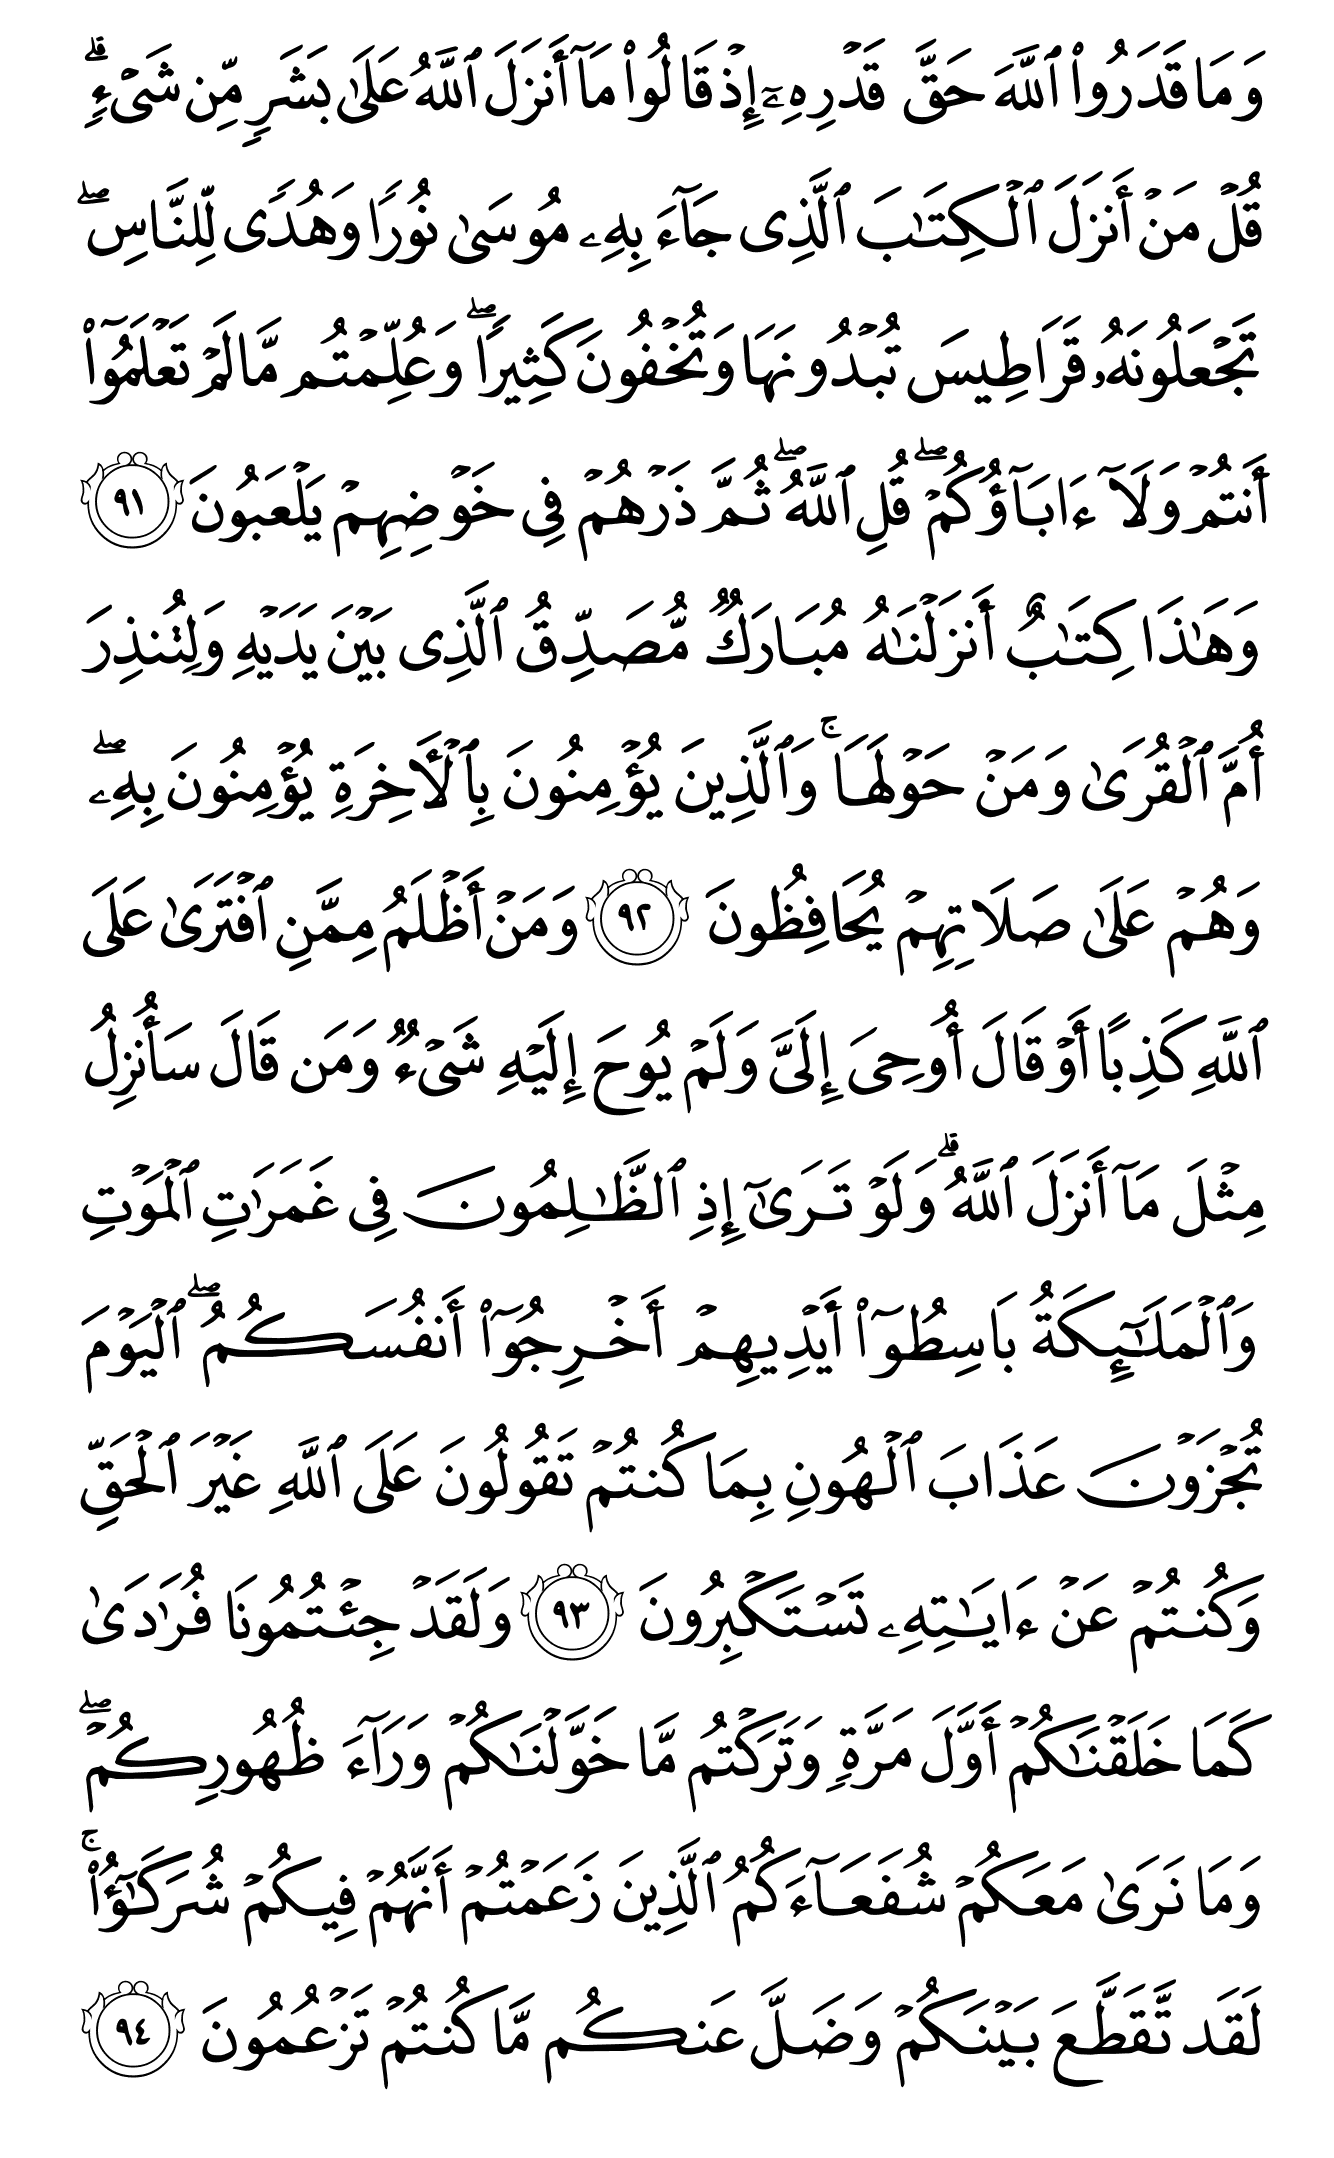 وَمَا قَدَرُوا۟ ٱللَّهَ حَقَّ قَدۡرِهِۦٓ إِذۡ قَالُوا۟ مَآ أَنزَلَ ٱللَّهُ عَلَىٰ بَشَرٍ مِّن شَىۡءٍۗ
قُلۡ مَنۡ أَنزَلَ ٱلۡكِتَـٰبَ ٱلَّذِى جَآءَ بِهِۦ مُوسَىٰ نُورًا وَهُدًى لِّلنَّاسِۖ
تَجۡعَلُونَهُۥ قَرَاطِيسَ تُبۡدُونَهَا وَتُخۡفُونَ كَثِيرًاۖ وَعُلِّمۡتُم مَّا لَمۡ تَعۡلَمُوٓا۟
أَنتُمۡ وَلَآ ءَابَآؤُكُمۡۖ قُلِ ٱللَّهُۖ ثُمَّ ذَرۡهُمۡ فِى خَوۡضِهِمۡ يَلۡعَبُونَ ٩١
وَهَـٰذَا كِتَـٰبٌ أَنزَلۡنَـٰهُ مُبَارَكٌ مُّصَدِّقُ ٱلَّذِى بَيۡنَ يَدَيۡهِ وَلِتُنذِرَ
أُمَّ ٱلۡقُرَىٰ وَمَنۡ حَوۡلَهَاۚ وَٱلَّذِينَ يُؤۡمِنُونَ بِٱلۡأَخِرَةِ يُؤۡمِنُونَ بِهِۦۖ
وَهُمۡ عَلَىٰ صَلَاتِهِمۡ يُحَافِظُونَ ٩٢ وَمَنۡ أَظۡلَمُ مِمَّنِ ٱفۡتَرَىٰ عَلَى
ٱللَّهِ كَذِبًا أَوۡ قَالَ أُوحِىَ إِلَىَّ وَلَمۡ يُوحَ إِلَيۡهِ شَىۡءٌ وَمَن قَالَ سَأُنزِلُ
مِثۡلَ مَآ أَنزَلَ ٱللَّهُۗ وَلَوۡ تَرَىٰٓ إِذِ ٱلظَّـٰلِمُونَ فِى غَمَرَٰتِ ٱلۡمَوۡتِ
وَٱلۡمَلَـٰٓئِكَةُ بَاسِطُوٓا۟ أَيۡدِيهِمۡ أَخۡرِجُوٓا۟ أَنفُسَكُمُۖ ٱلۡيَوۡمَ
تُجۡزَوۡنَ عَذَابَ ٱلۡهُونِ بِمَا كُنتُمۡ تَقُولُونَ عَلَى ٱللَّهِ غَيۡرَ ٱلۡحَقِّ
وَكُنتُمۡ عَنۡ ءَايَـٰتِهِۦ تَسۡتَكۡبِرُونَ ٩٣ وَلَقَدۡ جِئۡتُمُونَا فُرَٰدَىٰ
كَمَا خَلَقۡنَـٰكُمۡ أَوَّلَ مَرَّةٍ وَتَرَكۡتُم مَّا خَوَّلۡنَـٰكُمۡ وَرَآءَ ظُهُورِكُمۡۖ
وَمَا نَرَىٰ مَعَكُمۡ شُفَعَآءَكُمُ ٱلَّذِينَ زَعَمۡتُمۡ أَنَّهُمۡ فِيكُمۡ شُرَكَـٰٓؤُا۟ۚ
لَقَد تَّقَطَّعَ بَيۡنَكُمۡ وَضَلَّ عَنكُم مَّا كُنتُمۡ تَزۡعُمُونَ ٩٤